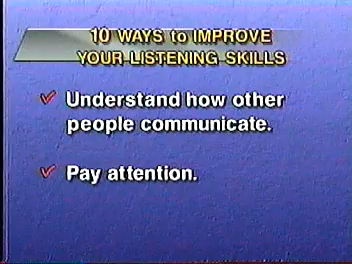 10 WAYS to IMPROVE
YOUR LISTENING SKILLS
Understand how other
people communicate.
Pay attention.